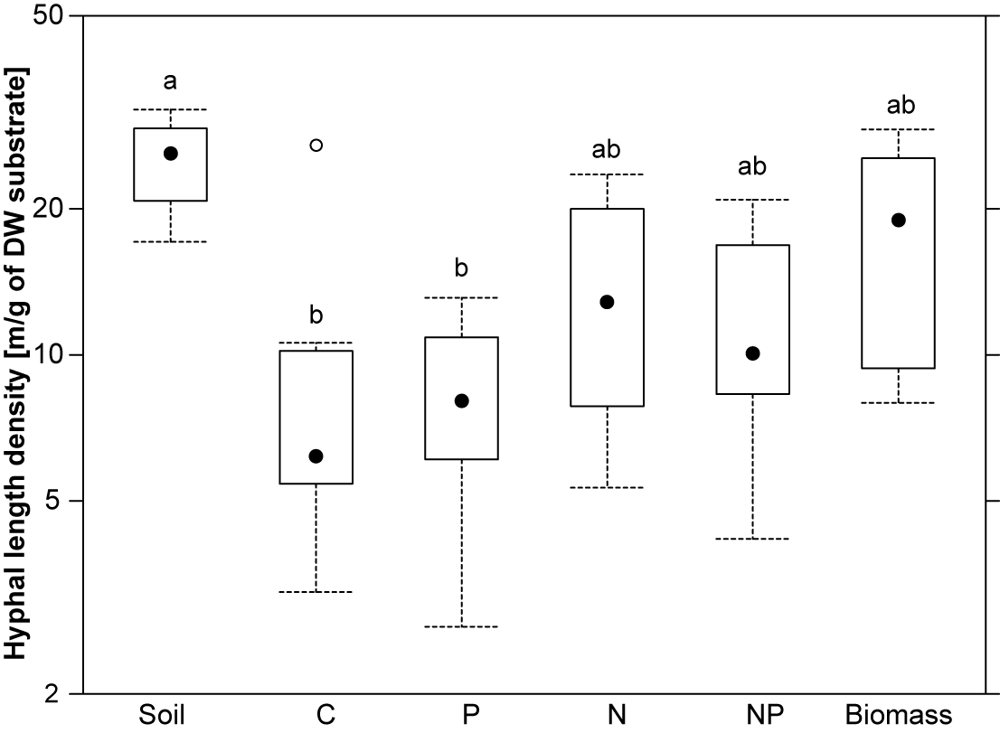 50
20
10
5
2
Hyphal length density [m/g of DW substrate]
a
b
b
ab
ab
ab
Soil C P N NP Biomass